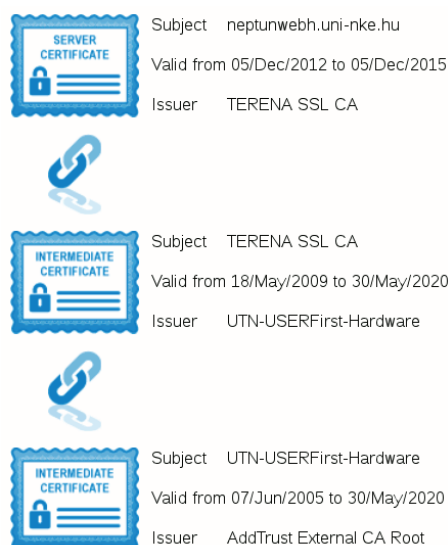 SERVER
CERTIFICATE
Subject neptunwebh.uni-nke.hu
Valid from 05/Dec/2012 to 05/Dec/2015
Issuer TERENA SSL CA
INTERMEDIATE
CERTIFICATE
Subject TERENA SSL CA
Valid from 18/May/2009 to 30/May/2020
Issuer UTN-USERFirst-Hardware
INTERMEDIATE
CERTIFICATE
Subject UTN-USERFirst-Hardware
Valid from 07/Jun/2005 to 30/May/2020
Issuer AddTrust External CA Root